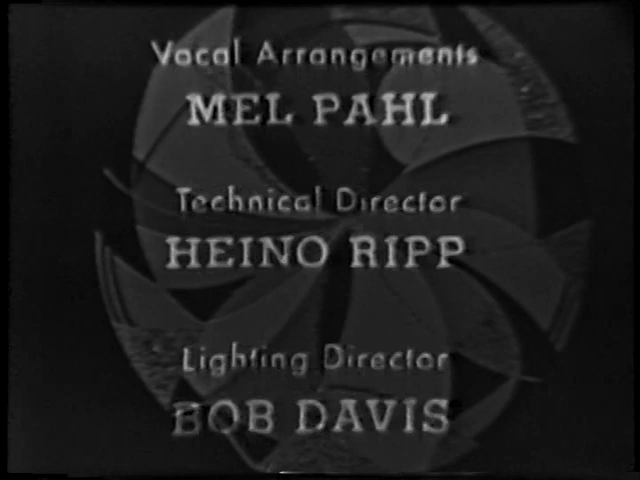 Vocal Arrangements
MEL PAHL
Technical Director
HEINO RIPP
Lighting Director
BOB DAVIS